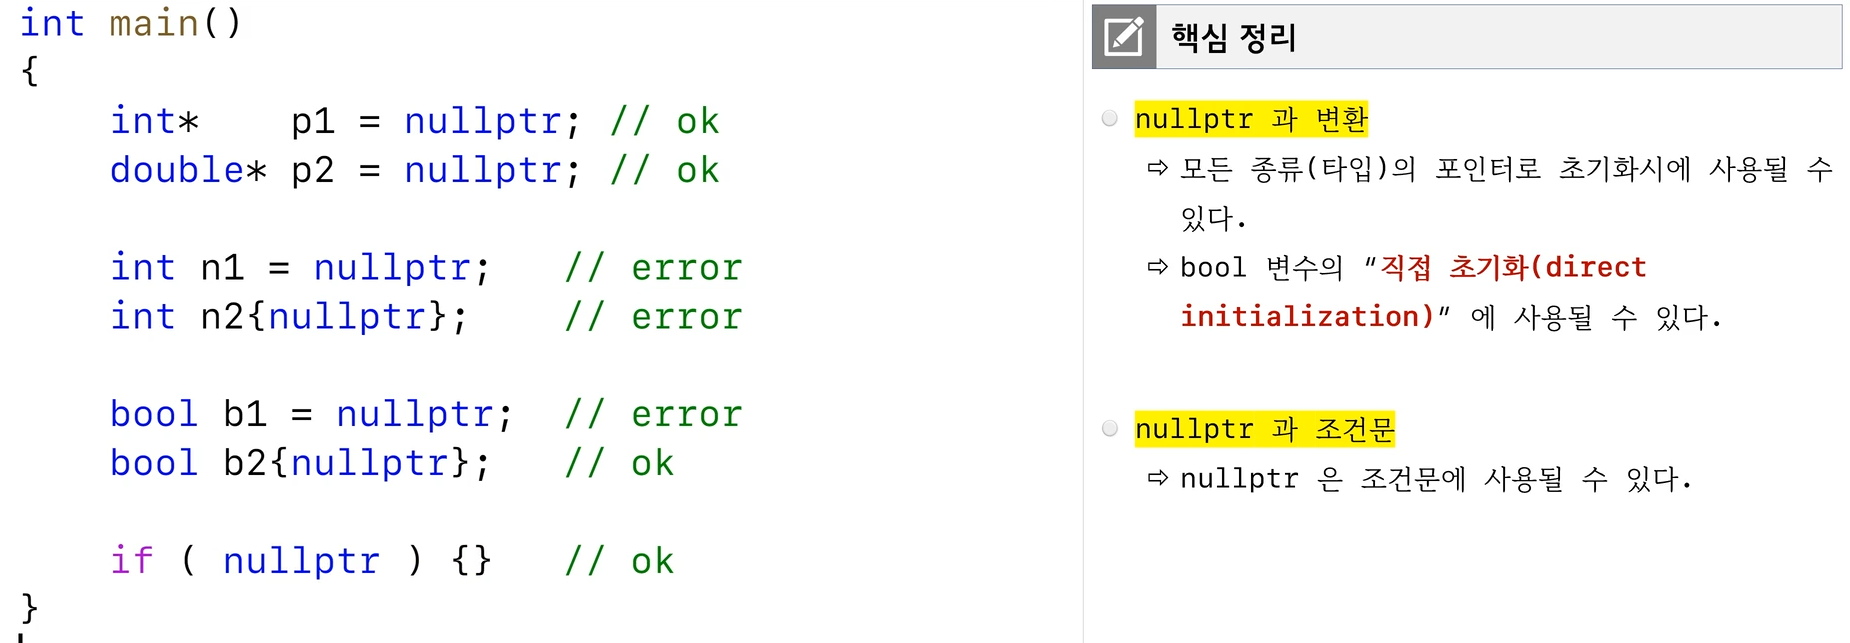 int main()
{
    int*    p1 = nullptr; // ok
    double* p2 = nullptr; // ok

    int n1 = nullptr;   // error
    int n2{nullptr};    // error

    bool b1 = nullptr;  // error
    bool b2{nullptr};   // ok

    if ( nullptr ) {}   // ok
}
핵심 정리
nullptr 과 변환
⇨ 모든 종류(타입)의 포인터로 초기화시에 사용될 수
있다.
⇨ bool 변수의 "직접 초기화(direct
initialization)" 에 사용될 수 있다.
nullptr 과 조건문
⇨ nullptr 은 조건문에 사용될 수 있다.